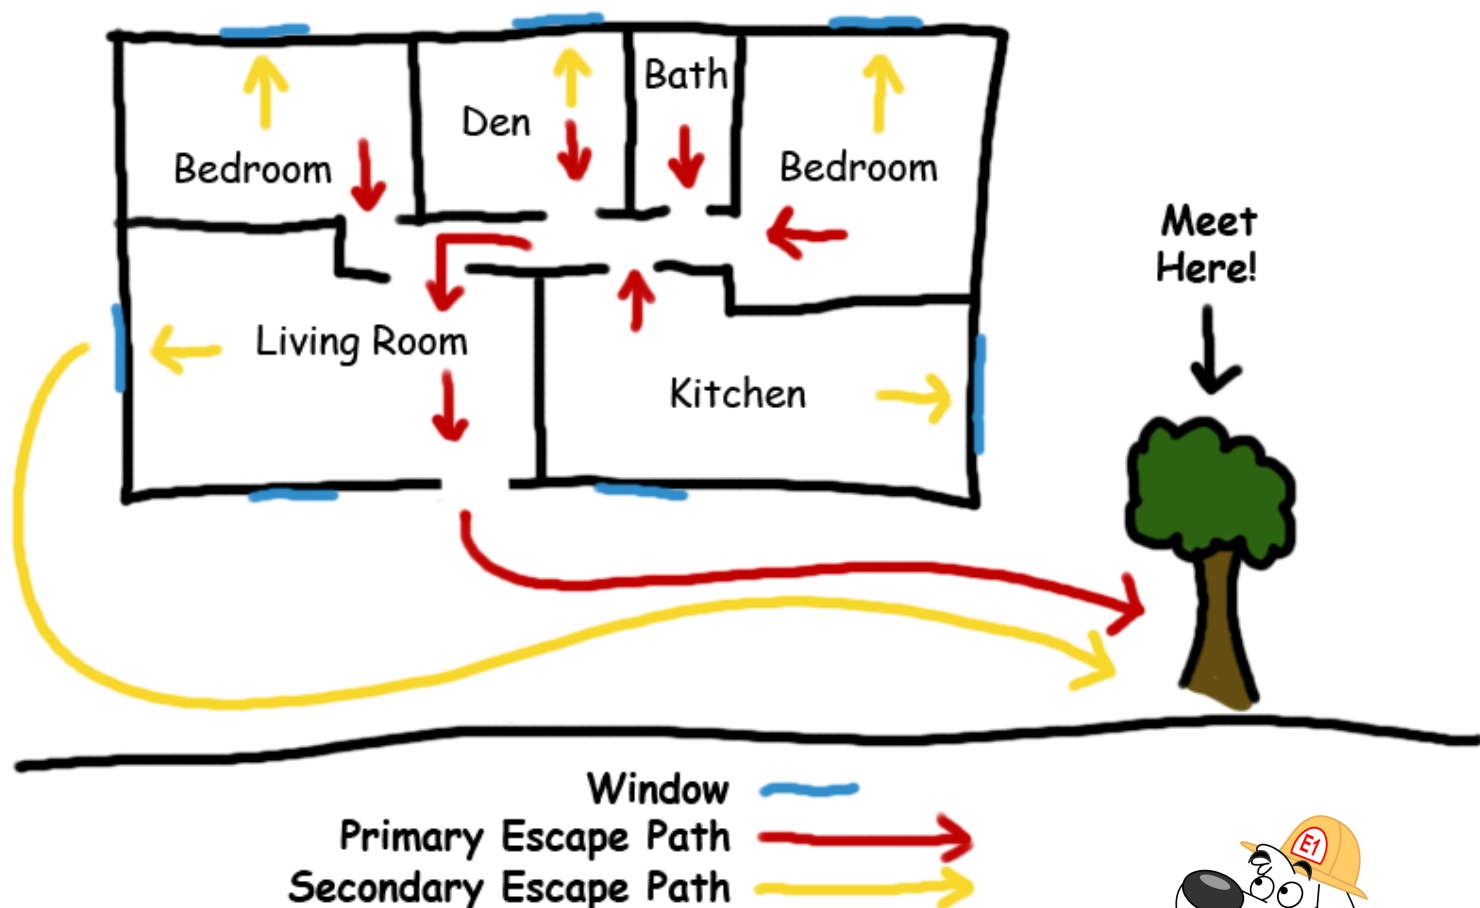 Bath
Den
Bedroom
Bedroom
Meet
Here!
Living Room
Kitchen
Window
Primary Escape Path
Secondary Escape Path
E1